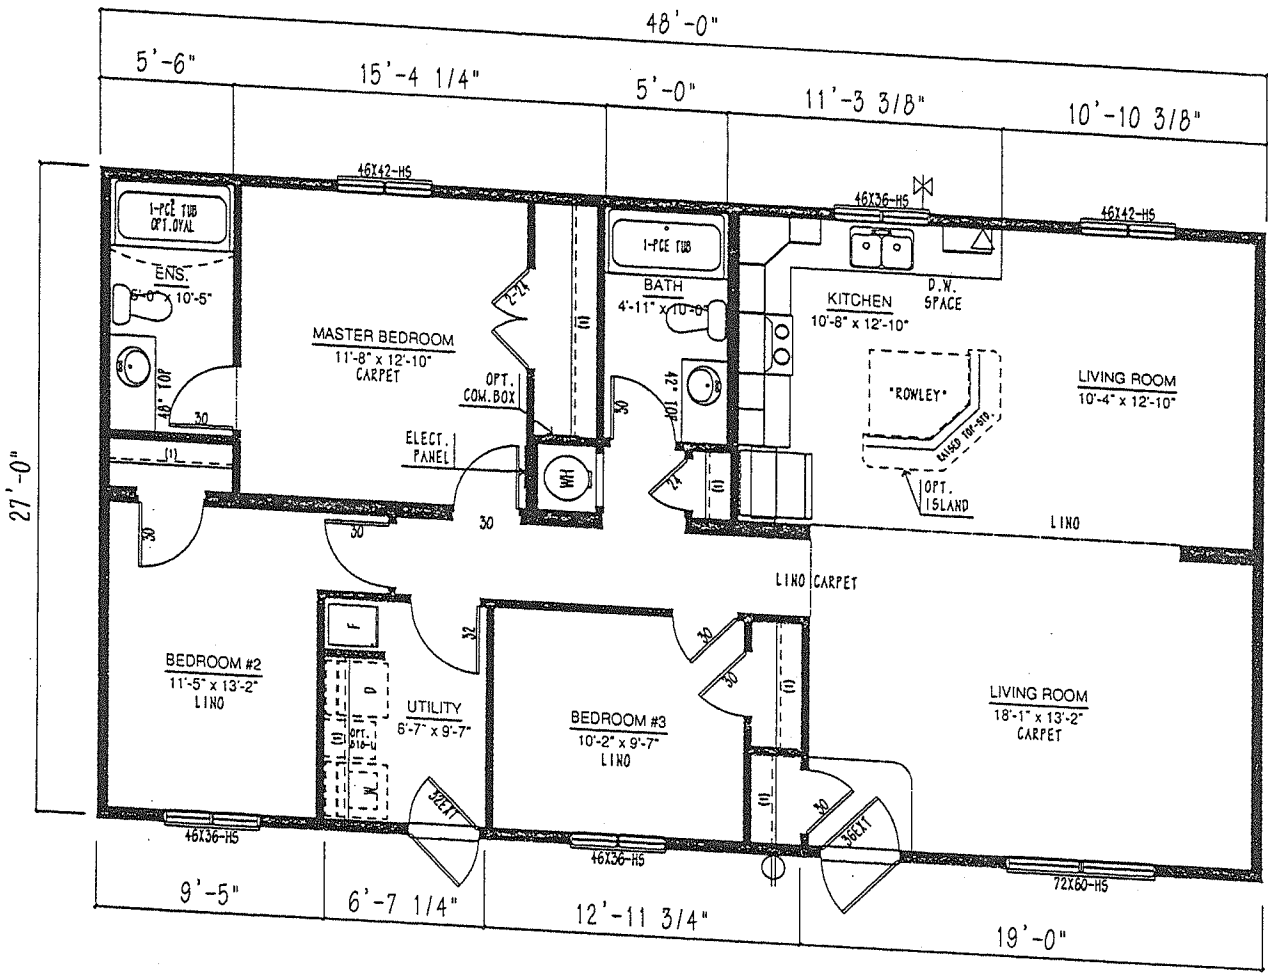 48'-0"
5'-6"
15'-4 1/4"
5'-0"
11'-3 3/8"
10'-10 3/8"
46X42-HS
46X36-HS
46X42-HS
1-PCE TUB
OPT.OVAL
ENS.
5'-0" x 10'-5"
48" TOP
30
(1)
MASTER BEDROOM
11'-8" x 12'-10"
CARPET
2-24
(1)
OPT.
COM.BOX
ELECT.
PANEL
WH
1-PCE TUB
BATH
4'-11" x 10'-0"
42" TOP
30
24
(1)
KITCHEN
10'-8" x 12'-10"
D.W.
SPACE
"ROWLEY"
RAISED TOP-STD.
OPT.
ISLAND
LIVING ROOM
10'-4" x 12'-10"
LINO
27'-0"
30
30
30
LINO CARPET
BEDROOM #2
11'-5" x 13'-2"
LINO
F
32
D
(1)
OPT.
W
UTILITY
6'-7" x 9'-7"
32EXT
BEDROOM #3
10'-2" x 9'-7"
LINO
30
30
(1)
(1)
30
36EXT
LIVING ROOM
18'-1" x 13'-2"
CARPET
46X36-HS
46X36-HS
72X60-HS
9'-5"
6'-7 1/4"
12'-11 3/4"
19'-0"